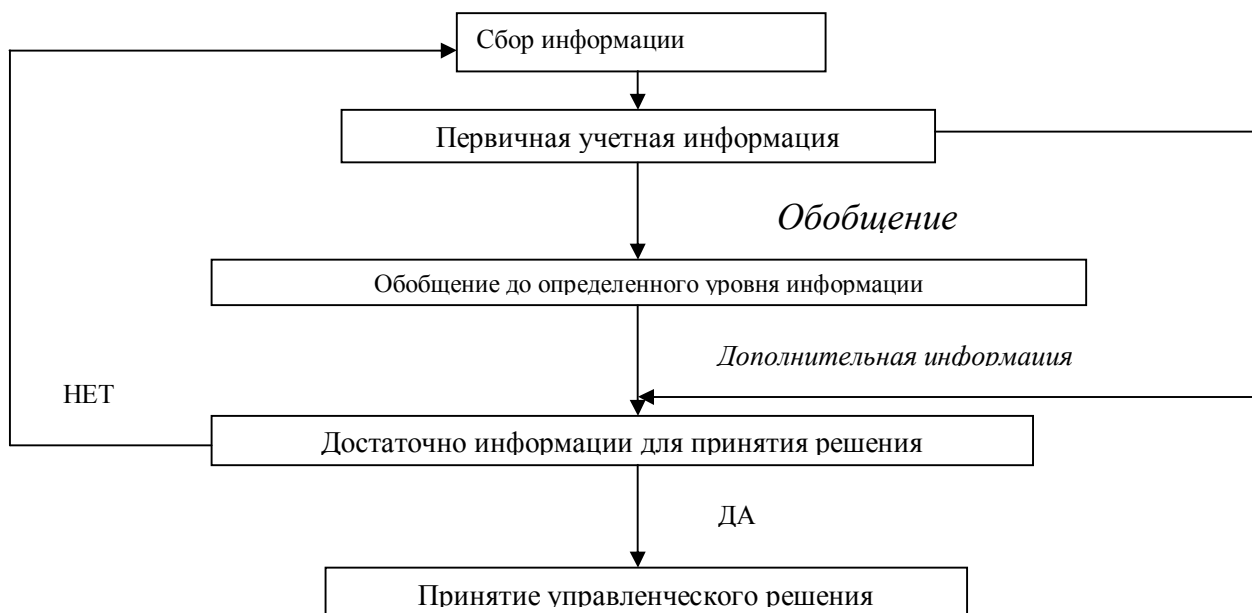 Сбор информации
Первичная учетная информация
Обобщение
Обобщение до определенного уровня информации
Дополнительная информация
НЕТ
Достаточно информации для принятия решения
ДА
Принятие управленческого решения